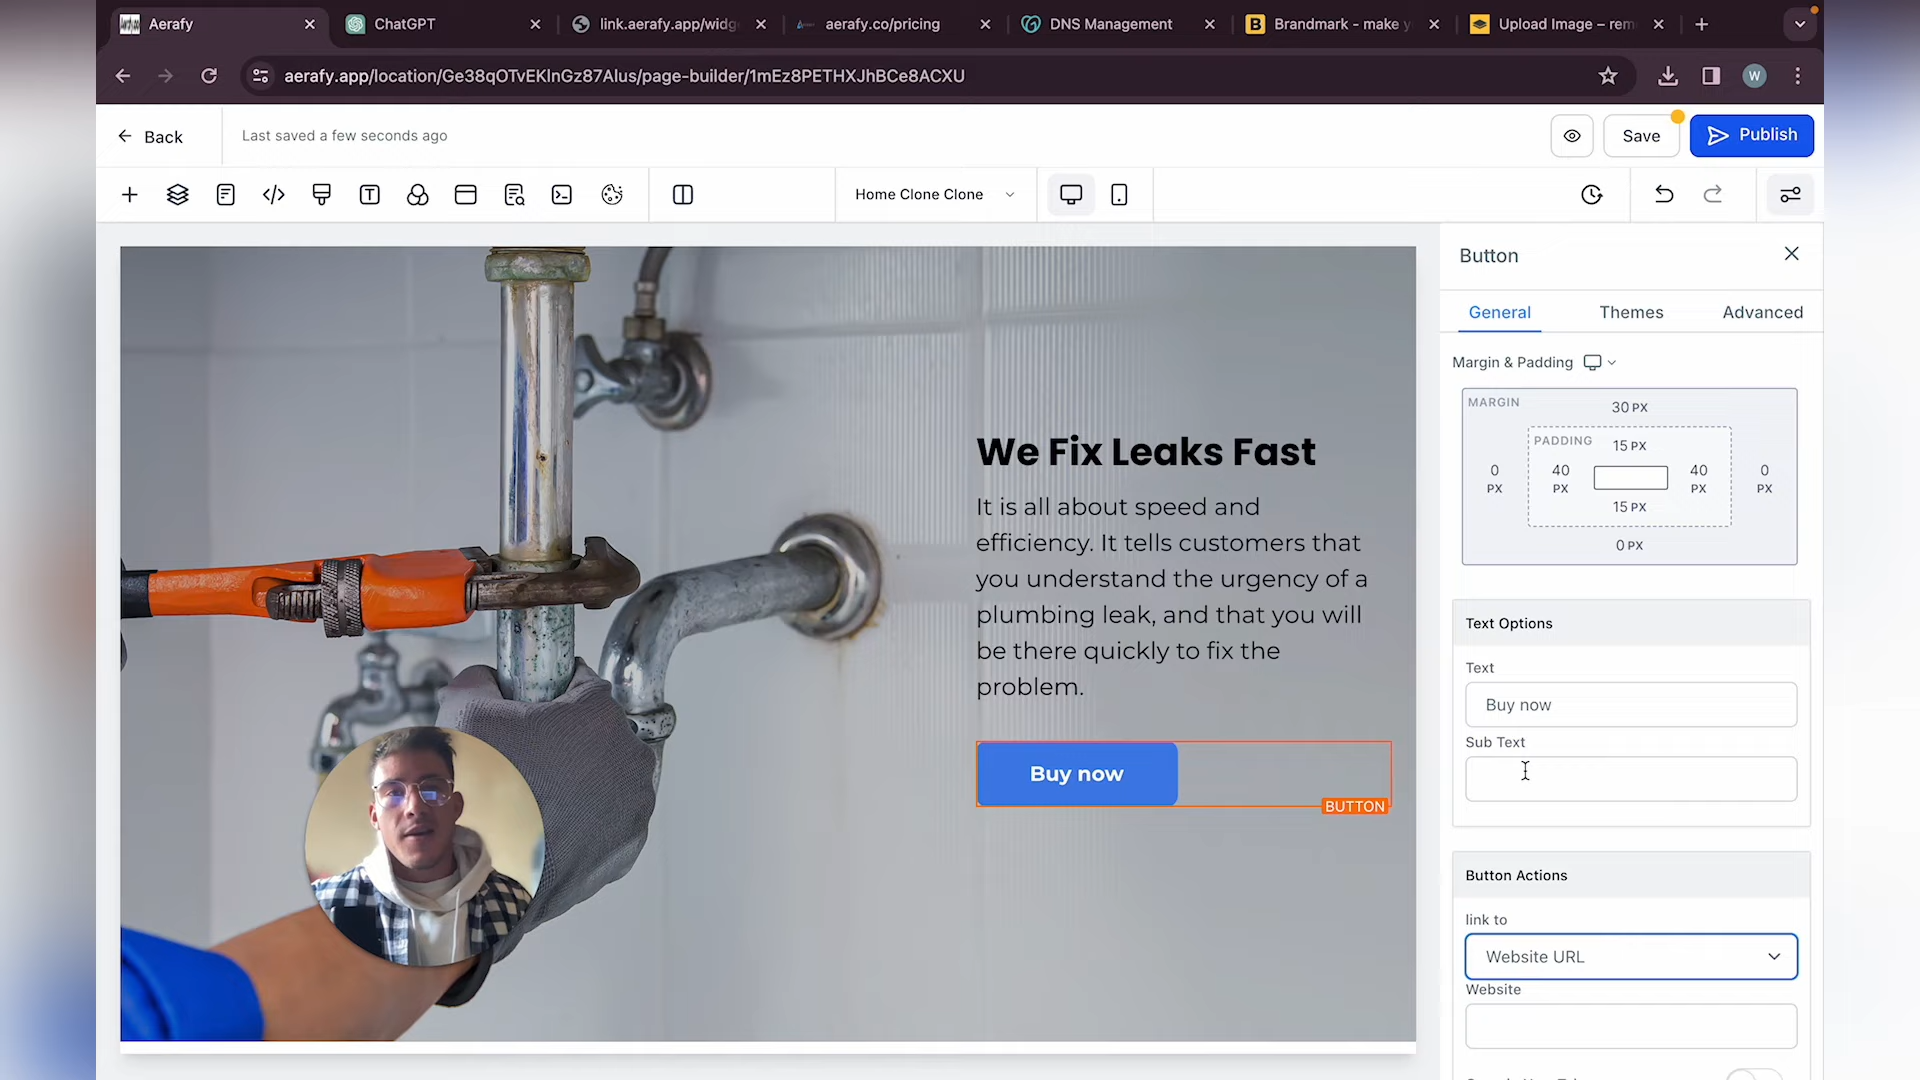 Aerafy
ChatGPT
link.aerafy.app/widg
aerafy.co/pricing
DNS Management
Brandmark - make y
Upload Image – rem
aerafy.app/location/Ge38qOTvEKlnGz87Alus/page-builder/1mEz8PETHXJhBCe8ACXU
W
Back
Last saved a few seconds ago
Save
Publish
Home Clone Clone
Button
General
Themes
Advanced
Margin & Padding
MARGIN
30 PX
PADDING
15 PX
0 PX
40 PX
40 PX
0 PX
15 PX
0 PX
We Fix Leaks Fast
It is all about speed and
efficiency. It tells customers that
you understand the urgency of a
plumbing leak, and that you will
be there quickly to fix the
problem.
Buy now
BUTTON
Text Options
Text
Buy now
Sub Text
Button Actions
link to
Website URL
Website